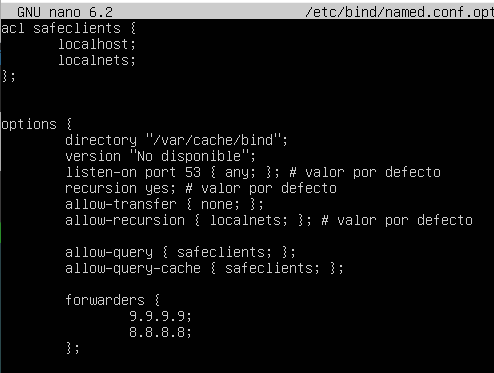 GNU nano 6.2 /etc/bind/named.conf.opt
acl safeclients {
localhost;
localnets;
};
options {
directory "/var/cache/bind";
version "No disponible";
listen-on port 53 { any; }; # valor por defecto
recursion yes; # valor por defecto
allow-transfer { none; };
allow-recursion { localnets; }; # valor por defecto
allow-query { safeclients; };
allow-query-cache { safeclients; };
forwarders {
9.9.9.9;
8.8.8.8;
};